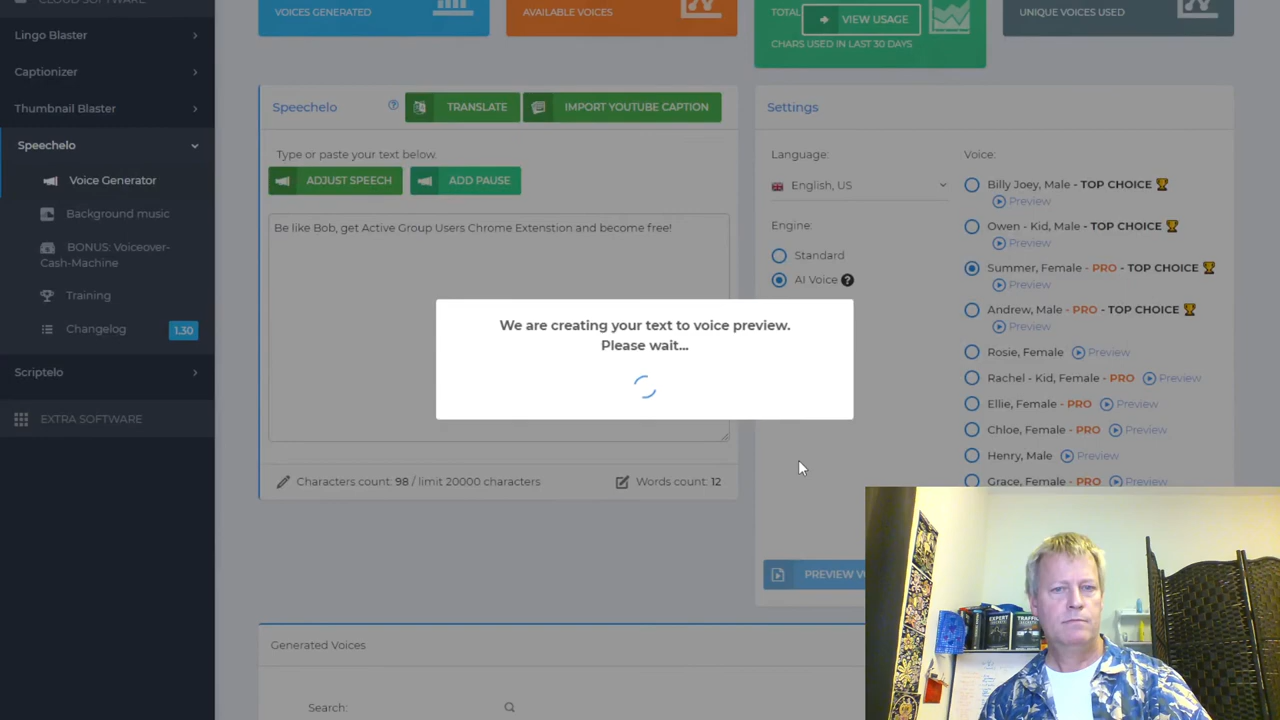 CLOUD SOFTWARE
Lingo Blaster
Captionizer
Thumbnail Blaster
Speechelo
Voice Generator
Background music
BONUS: Voiceover-
Cash-Machine
Training
Changelog
1.30
Scriptelo
EXTRA SOFTWARE
VOICES GENERATED
AVAILABLE VOICES
TOTAL
VIEW USAGE
CHARS USED IN LAST 30 DAYS
UNIQUE VOICES USED
Speechelo
TRANSLATE
IMPORT YOUTUBE CAPTION
Type or paste your text below.
ADJUST SPEECH
ADD PAUSE
Be like Bob, get Active Group Users Chrome Extenstion and become free!
Characters count: 98 / limit 20000 characters
Words count: 12
We are creating your text to voice preview.
Please wait...
Settings
Language:
English, US
Engine:
Standard
AI Voice ?
Voice:
Billy Joey, Male - TOP CHOICE
Preview
Owen - Kid, Male - TOP CHOICE
Preview
Summer, Female - PRO - TOP CHOICE
Preview
Andrew, Male - PRO - TOP CHOICE
Preview
Rosie, Female Preview
Rachel - Kid, Female - PRO Preview
Ellie, Female - PRO Preview
Chloe, Female - PRO Preview
Henry, Male Preview
Grace, Female - PRO Preview
PREVIEW
Generated Voices
Search:
EXPERT